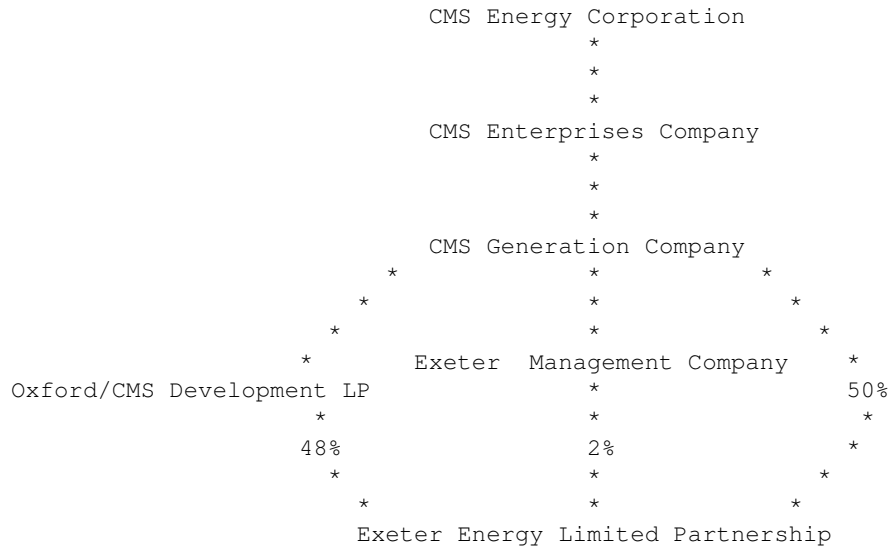 CMS Energy Corporation
*
*
*
CMS Enterprises Company
*
*
*
CMS Generation Company
* * *
* * *
* * *
* Exeter  Management Company *
Oxford/CMS Development LP * 50%
* * *
48% 2% *
* * *
* * *
Exeter Energy Limited Partnership